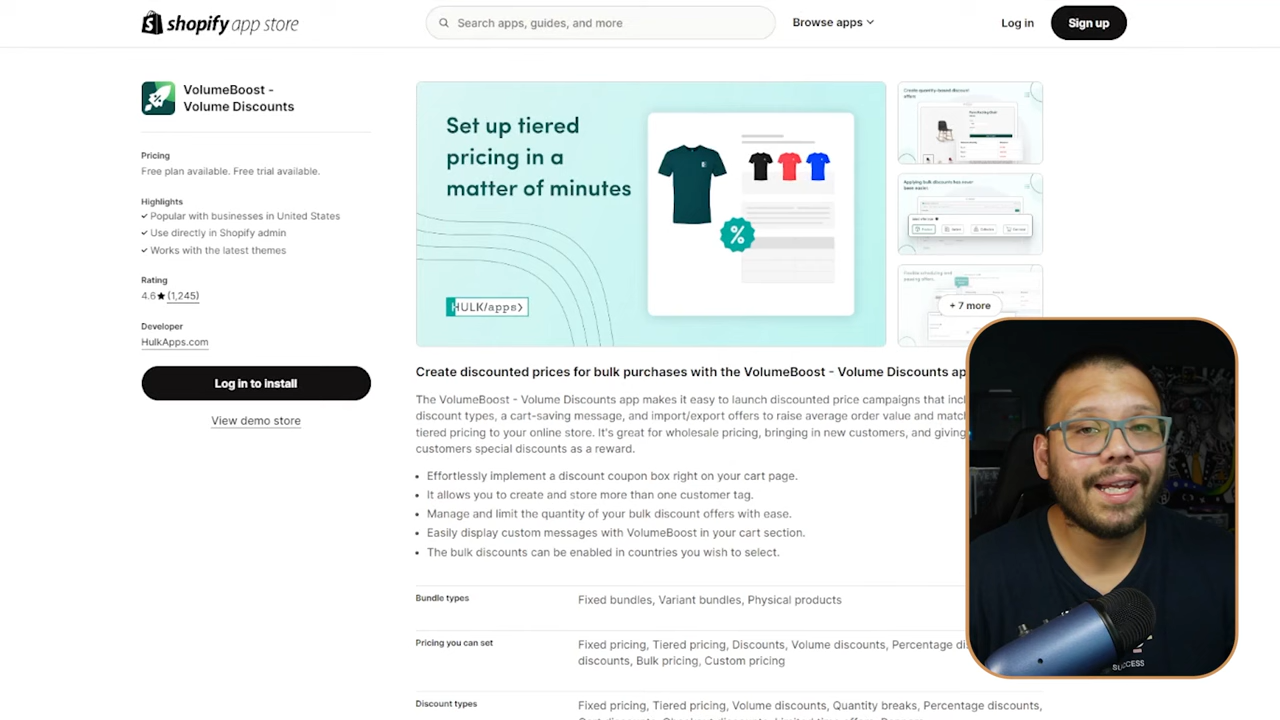 shopify app store
Search apps, guides, and more
Browse apps
Log in
Sign up
VolumeBoost -
Volume Discounts
Pricing
Free plan available. Free trial available.
Highlights
Popular with businesses in United States
Use directly in Shopify admin
Works with the latest themes
Rating
4.6★ (1,245)
Developer
HulkApps.com
Log in to install
View demo store
Set up tiered
pricing in a
matter of minutes
%
HULK/apps>
Create quantity-based discount
offers
+ 7 more
Create discounted prices for bulk purchases with the VolumeBoost - Volume Discounts ap
The VolumeBoost - Volume Discounts app makes it easy to launch discounted price campaigns that incl
discount types, a cart-saving message, and import/export offers to raise average order value and match
tiered pricing to your online store. It's great for wholesale pricing, bringing in new customers, and giving
customers special discounts as a reward.
• Effortlessly implement a discount coupon box right on your cart page.
• It allows you to create and store more than one customer tag.
• Manage and limit the quantity of your bulk discount offers with ease.
• Easily display custom messages with VolumeBoost in your cart section.
• The bulk discounts can be enabled in countries you wish to select.
Bundle types
Fixed bundles, Variant bundles, Physical products
Pricing you can set
Fixed pricing, Tiered pricing, Discounts, Volume discounts, Percentage di
discounts, Bulk pricing, Custom pricing
Discount types
Fixed pricing, Tiered pricing, Volume discounts, Quantity breaks, Percentage discounts,
SUCCESS